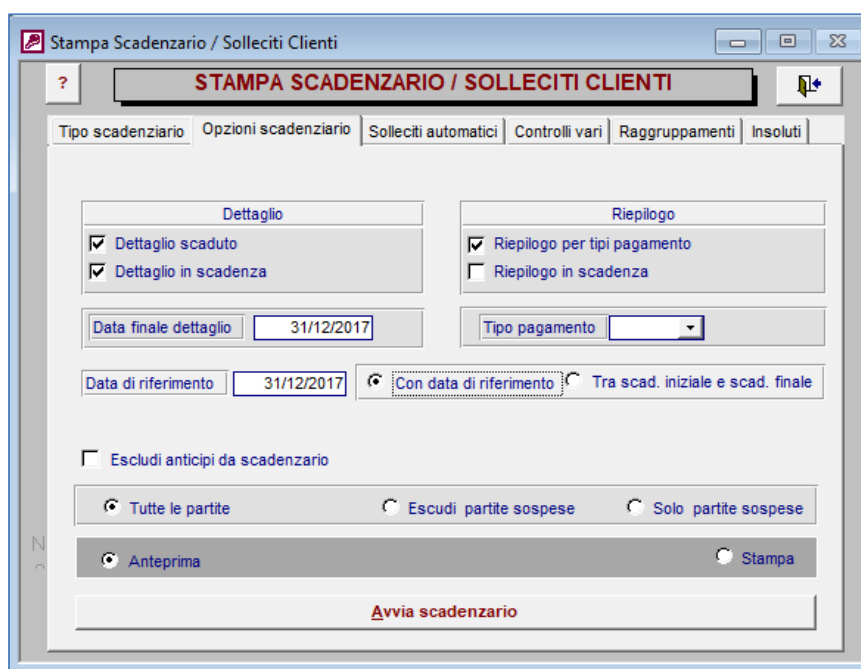 Stampa Scadenzario / Solleciti Clienti
?
STAMPA SCADENZARIO / SOLLECITI CLIENTI
Tipo scadenziario Opzioni scadenziario Solleciti automatici Controlli vari Raggruppamenti Insoluti
Dettaglio Riepilogo
Dettaglio scaduto Riepilogo per tipi pagamento
Dettaglio in scadenza Riepilogo in scadenza
Data finale dettaglio 31/12/2017 Tipo pagamento
Data di riferimento 31/12/2017 Con data di riferimento Tra scad. iniziale e scad. finale
Escludi anticipi da scadenzario
Tutte le partite Escudi partite sospese Solo partite sospese
N
Anteprima Stampa
Avvia scadenzario